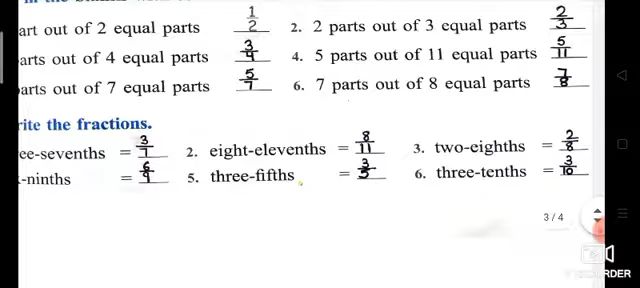 art out of 2 equal parts 1/2 2. 2 parts out of 3 equal parts 2/3
arts out of 4 equal parts 3/4 4. 5 parts out of 11 equal parts 5/11
arts out of 7 equal parts 5/7 6. 7 parts out of 8 equal parts 7/8
rite the fractions.
ee-sevenths = 3/7 2. eight-elevenths = 8/11 3. two-eighths = 2/8
-ninths = 6/9 5. three-fifths = 3/5 6. three-tenths = 3/10
3 / 4
RDER